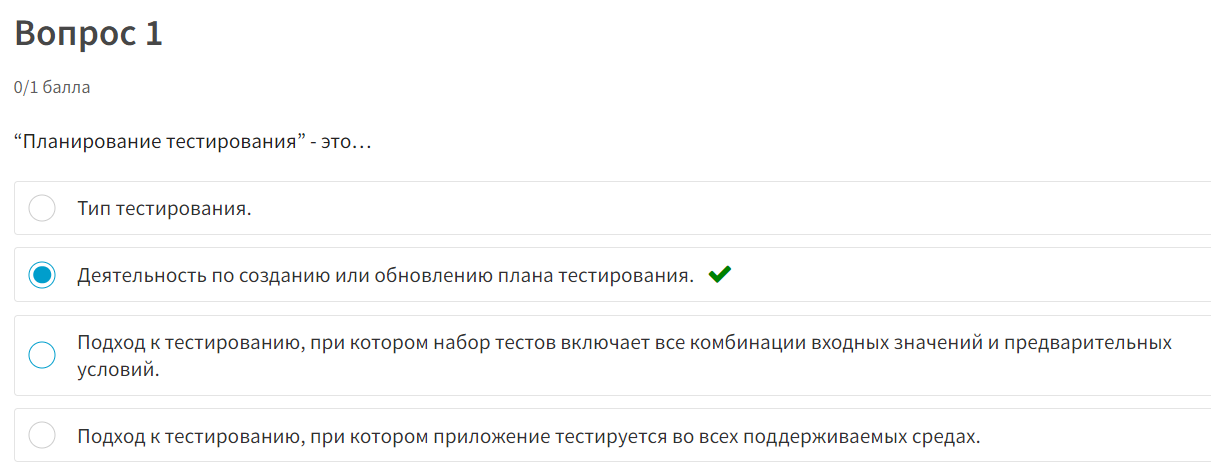 Вопрос 1
0/1 балла
“Планирование тестирования” - это…
Тип тестирования.
Деятельность по созданию или обновлению плана тестирования.
Подход к тестированию, при котором набор тестов включает все комбинации входных значений и предварительных
условий.
Подход к тестированию, при котором приложение тестируется во всех поддерживаемых средах.